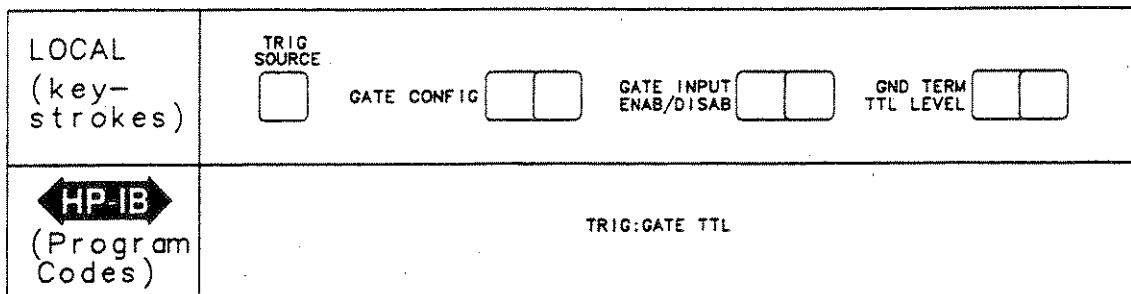 LOCAL
(key-
strokes)
TRIG
SOURCE
GATE CONFIG
GATE INPUT
ENAB/DISAB
GND TERM
TTL LEVEL
HP-IB
(Program
Codes)
TRIG:GATE TTL